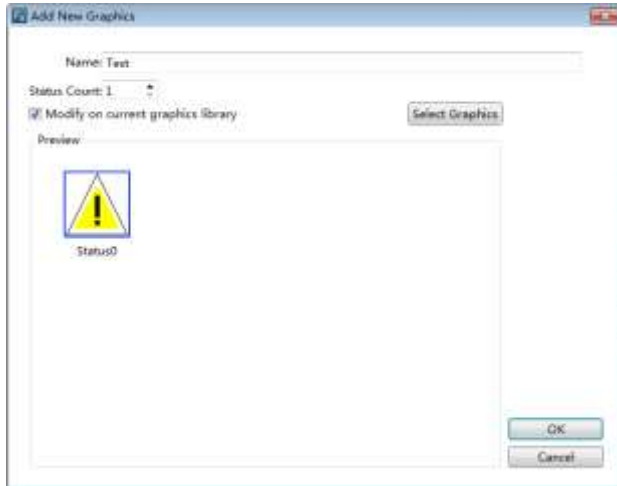 Add New Graphics
Name: Test
Status Count: 1
Modify on current graphics library
Select Graphics
Preview
!
Status0
OK
Cancel